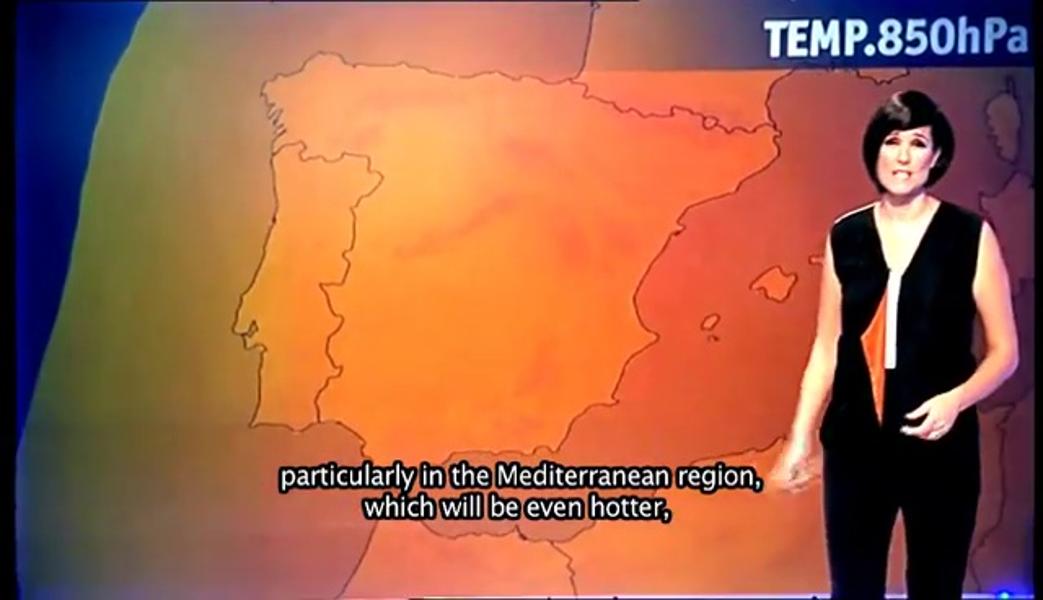 TEMP.850hPa
particularly in the Mediterranean region,
which will be even hotter,